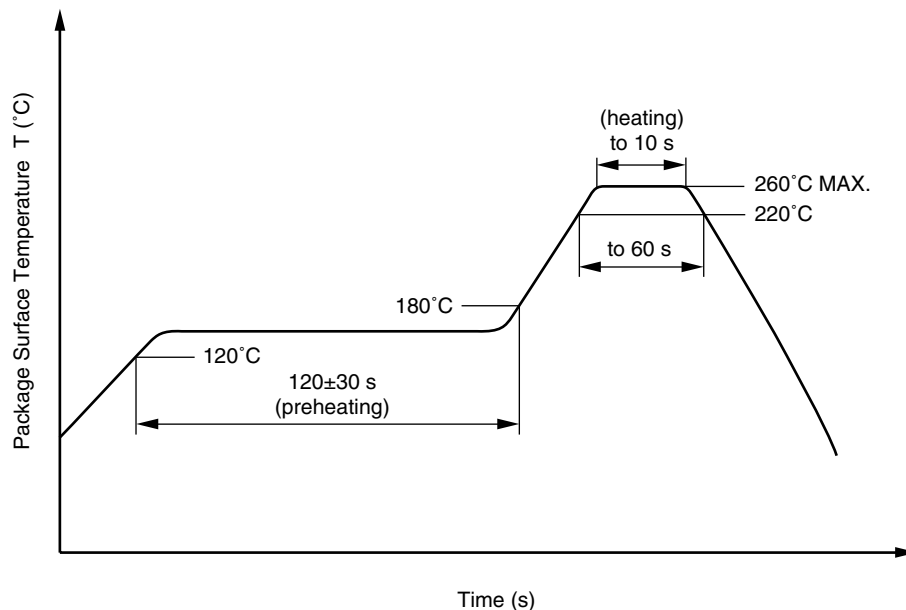 Package Surface Temperature T (˚C)
(heating)
to 10 s
260˚C MAX.
220˚C
to 60 s
180˚C
120˚C
120±30 s
(preheating)
Time (s)